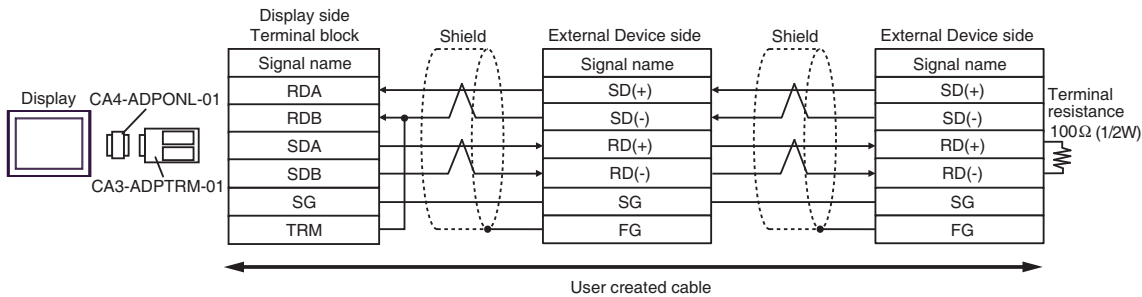 Display side
Terminal block
Shield
External Device side
Shield
External Device side
Signal name
Signal name
Signal name
Display
CA4-ADPONL-01
CA3-ADPTRM-01
RDA
SD(+)
SD(+)
RDB
SD(-)
SD(-)
SDA
RD(+)
RD(+)
SDB
RD(-)
RD(-)
SG
SG
SG
TRM
FG
FG
Terminal
resistance
100Ω (1/2W)
User created cable